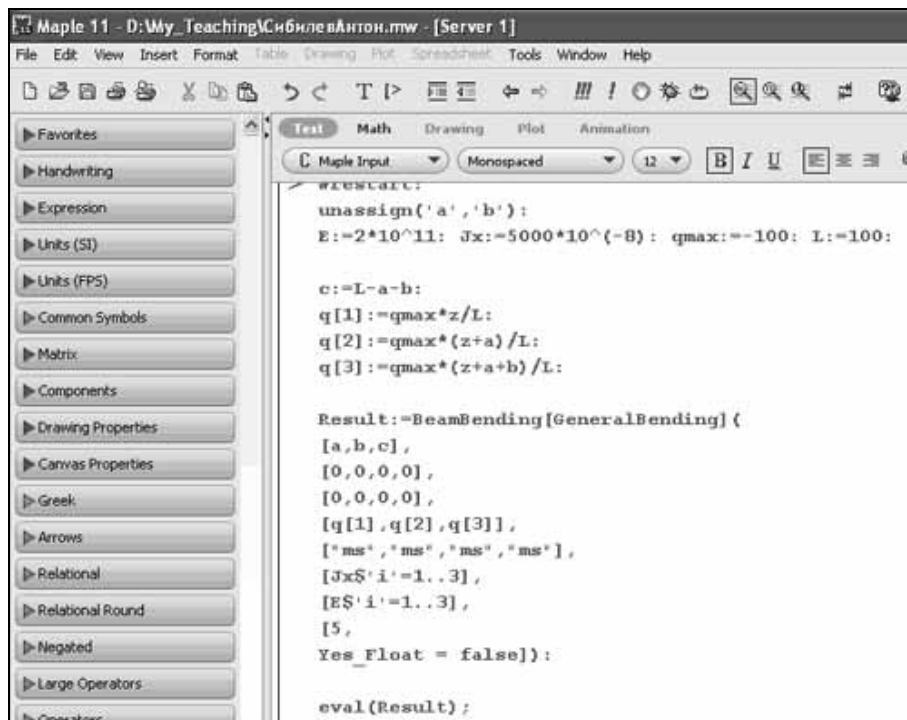 Maple 11 - D:\My_Teaching\СибилевАнтон.mw - [Server 1]
File Edit View Insert Format Table Drawing Plot Spreadsheet Tools Window Help
Favorites
Handwriting
Expression
Units (SI)
Units (FPS)
Common Symbols
Matrix
Components
Drawing Properties
Canvas Properties
Greek
Arrows
Relational
Relational Round
Negated
Large Operators
Operators
Text Math Drawing Plot Animation
C Maple Input Monospaced 12 B I U
> #restart:
unassign('a','b'):
E:=2*10^11: Jx:=5000*10^(-8): qmax:=-100: L:=100:
c:=L-a-b:
q[1]:=qmax*z/L:
q[2]:=qmax*(z+a)/L:
q[3]:=qmax*(z+a+b)/L:
Result:=BeamBending[GeneralBending](
[a,b,c],
[0,0,0,0],
[0,0,0,0],
[q[1],q[2],q[3]],
["ms","ms","ms","ms"],
[Jx$'i'=1..3],
[E$'i'=1..3],
[5,
Yes_Float = false]):
eval(Result);